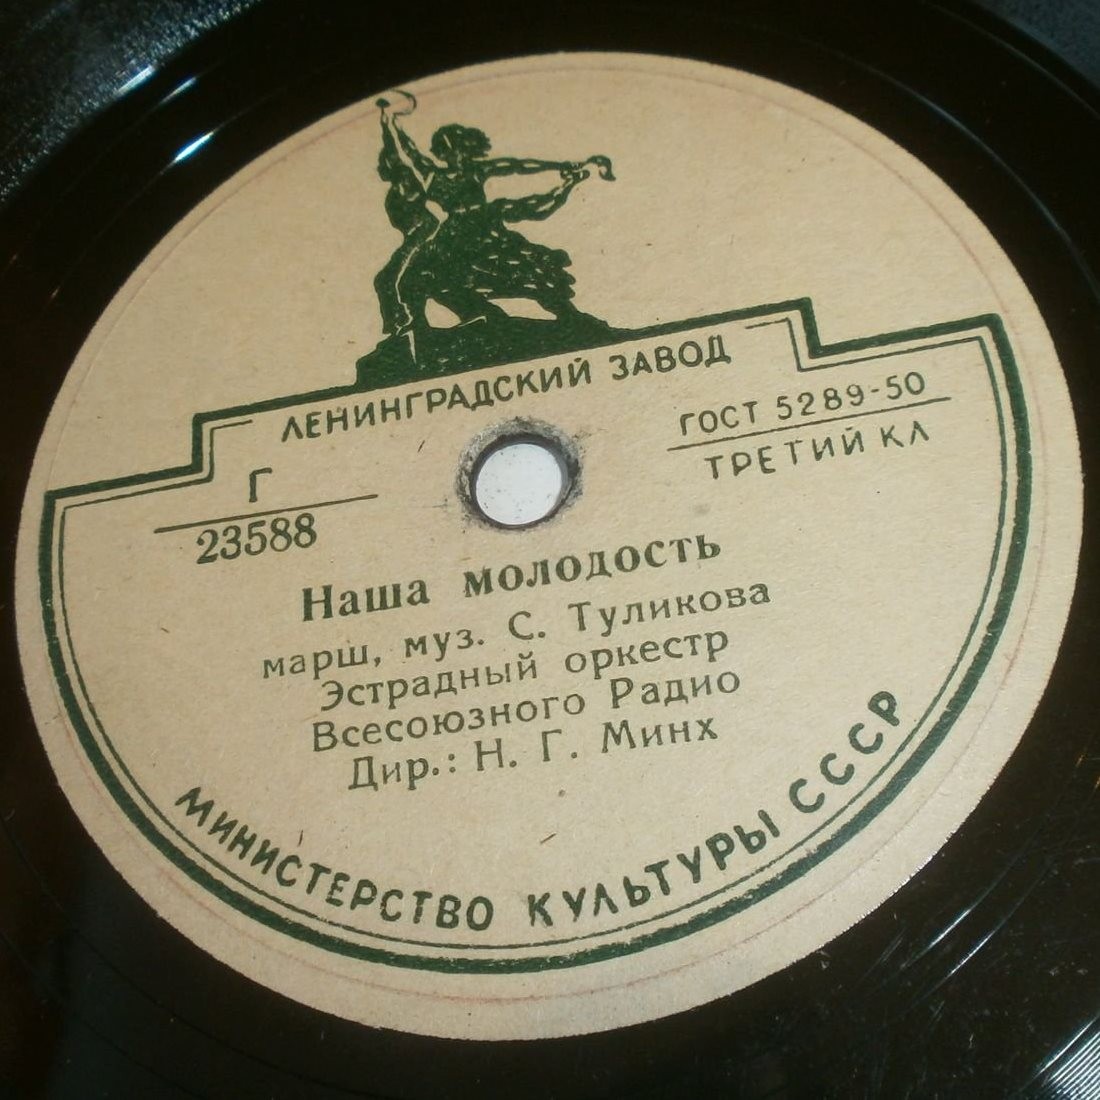 ЛЕНИНГРАДСКИЙ ЗАВОД
ГОСТ 5289-50
ТРЕТИЙ КЛ
Г
23588
Наша молодость
марш, муз. С. Туликова
Эстрадный оркестр
Всесоюзного Радио
Дир.: Н. Г. Минх
МИНИСТЕРСТВО КУЛЬТУРЫ СССР